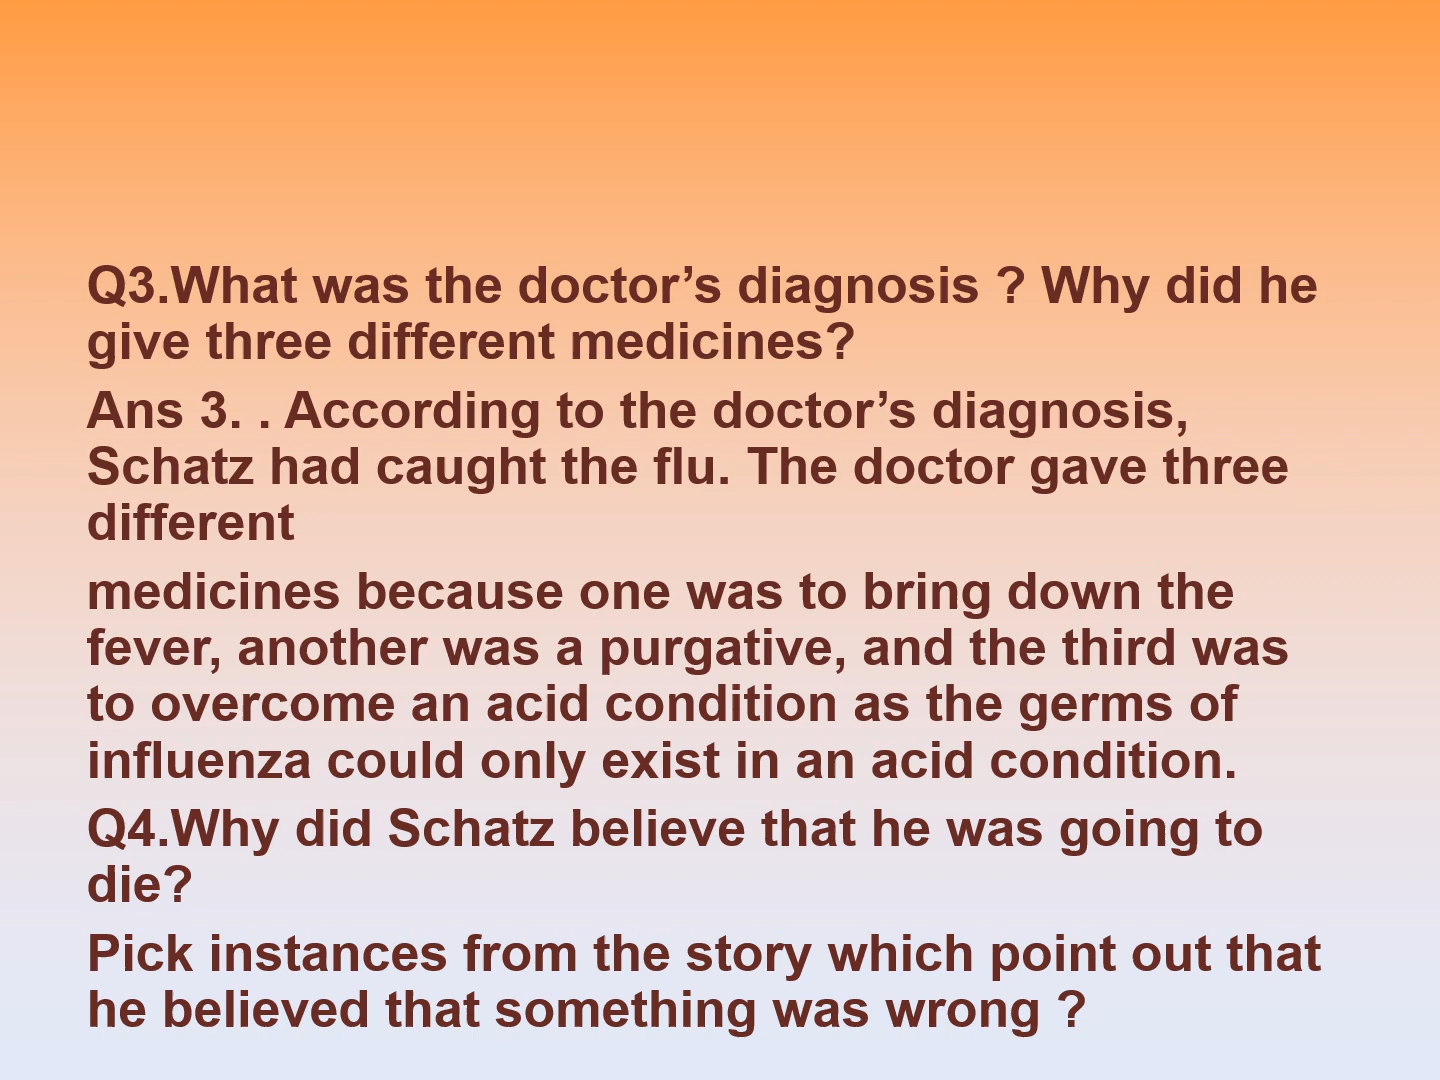 Q3.What was the doctor’s diagnosis ? Why did he
give three different medicines?
Ans 3. . According to the doctor’s diagnosis,
Schatz had caught the flu. The doctor gave three
different
medicines because one was to bring down the
fever, another was a purgative, and the third was
to overcome an acid condition as the germs of
influenza could only exist in an acid condition.
Q4.Why did Schatz believe that he was going to
die?
Pick instances from the story which point out that
he believed that something was wrong ?